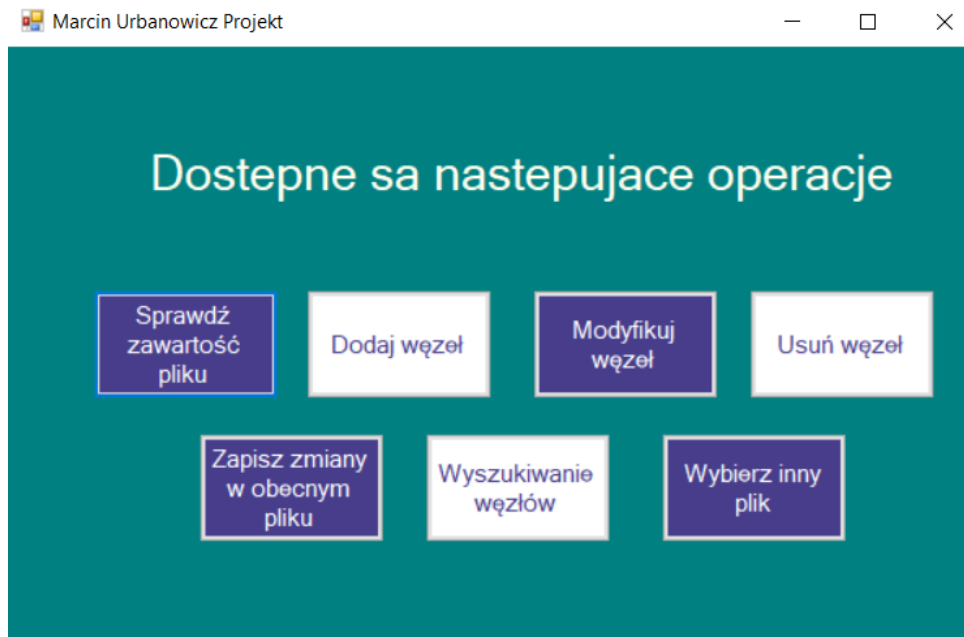 Marcin Urbanowicz Projekt
Dostepne sa nastepujace operacje
Sprawdź
zawartość
pliku
Dodaj węzeł
Modyfikuj
węzeł
Usuń węzeł
Zapisz zmiany
w obecnym
pliku
Wyszukiwanie
węzłów
Wybierz inny
plik